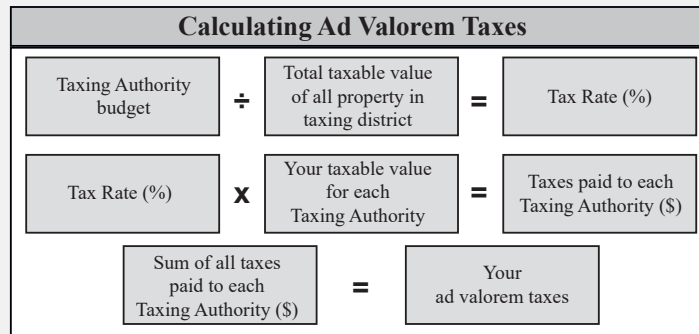 Calculating Ad Valorem Taxes
Taxing Authority
budget
÷
Total taxable value
of all property in
taxing district
=
Tax Rate (%)
Tax Rate (%)
x
Your taxable value
for each
Taxing Authority
=
Taxes paid to each
Taxing Authority ($)
Sum of all taxes
paid to each
Taxing Authority ($)
=
Your
ad valorem taxes